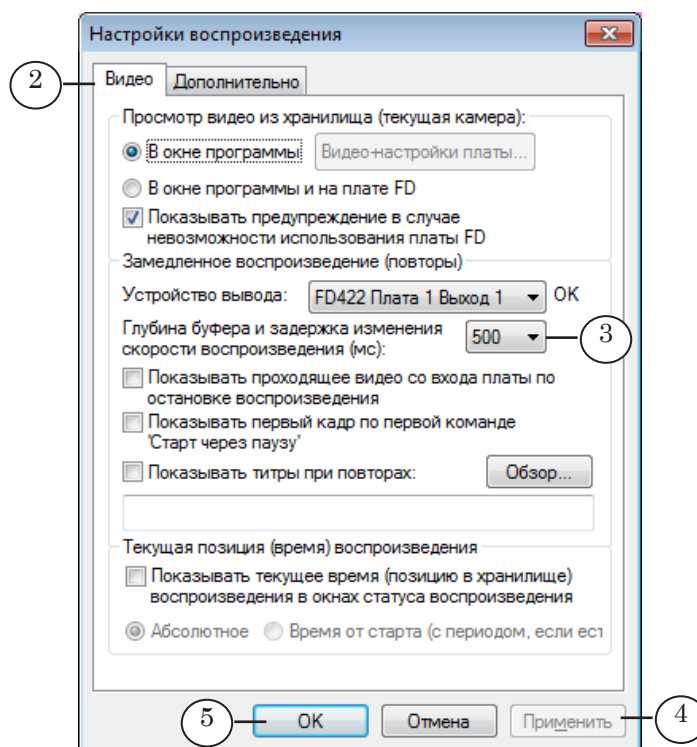 Настройки воспроизведения
2
Видео Дополнительно
Просмотр видео из хранилища (текущая камера):
В окне программы Видео-настройки платы...
В окне программы и на плате FD
Показывать предупреждение в случае
невозможности использования платы FD
Замедленное воспроизведение (повторы)
Устройство вывода: FD422 Плата 1 Выход 1 OK
Глубина буфера и задержка изменения
скорости воспроизведения (мс): 500 3
Показывать проходящее видео со входа платы по
остановке воспроизведения
Показывать первый кадр по первой команде
'Старт через паузу'
Показывать титры при повторах: Обзор...
Текущая позиция (время) воспроизведения
Показывать текущее время (позицию в хранилище)
воспроизведения в окнах статуса воспроизведения
Абсолютное Время от старта (с периодом, если ест
5 OK Отмена Применить 4